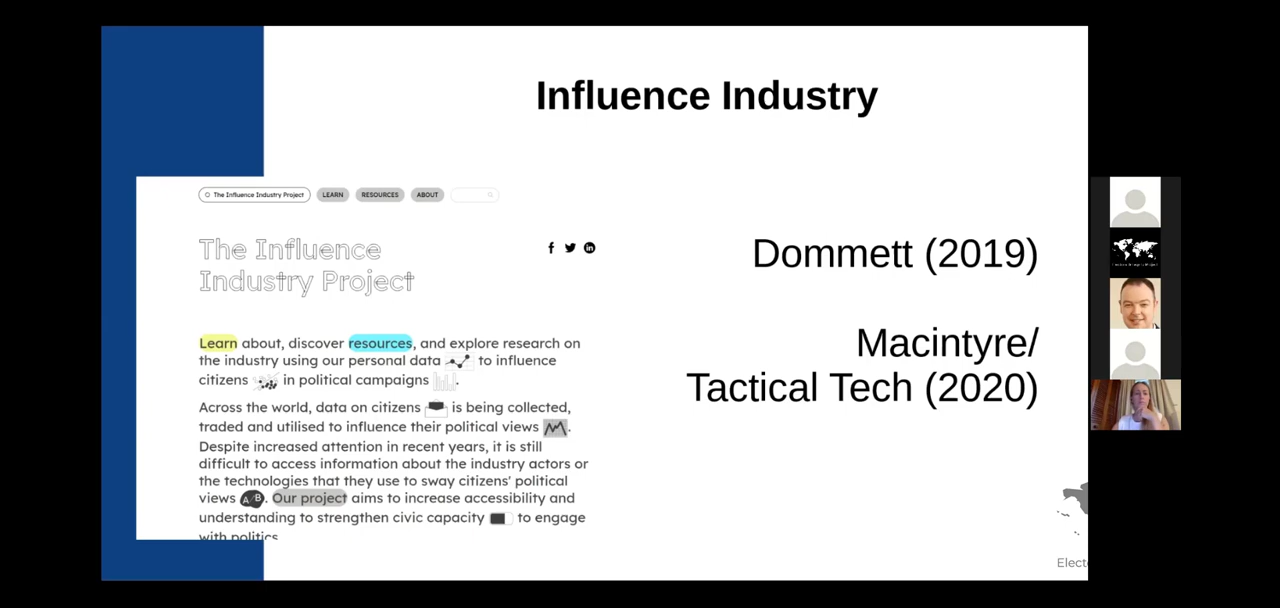 Influence Industry
The Influence Industry Project
LEARN
RESOURCES
ABOUT
The Influence
Industry Project
Learn about, discover resources, and explore research on
the industry using our personal data to influence
citizens in political campaigns .
Across the world, data on citizens is being collected,
traded and utilised to influence their political views .
Despite increased attention in recent years, it is still
difficult to access information about the industry actors or
the technologies that they use to sway citizens' political
views A/B . Our project aims to increase accessibility and
understanding to strengthen civic capacity to engage
with politics
Dommett (2019)
Macintyre/
Tactical Tech (2020)
Elect